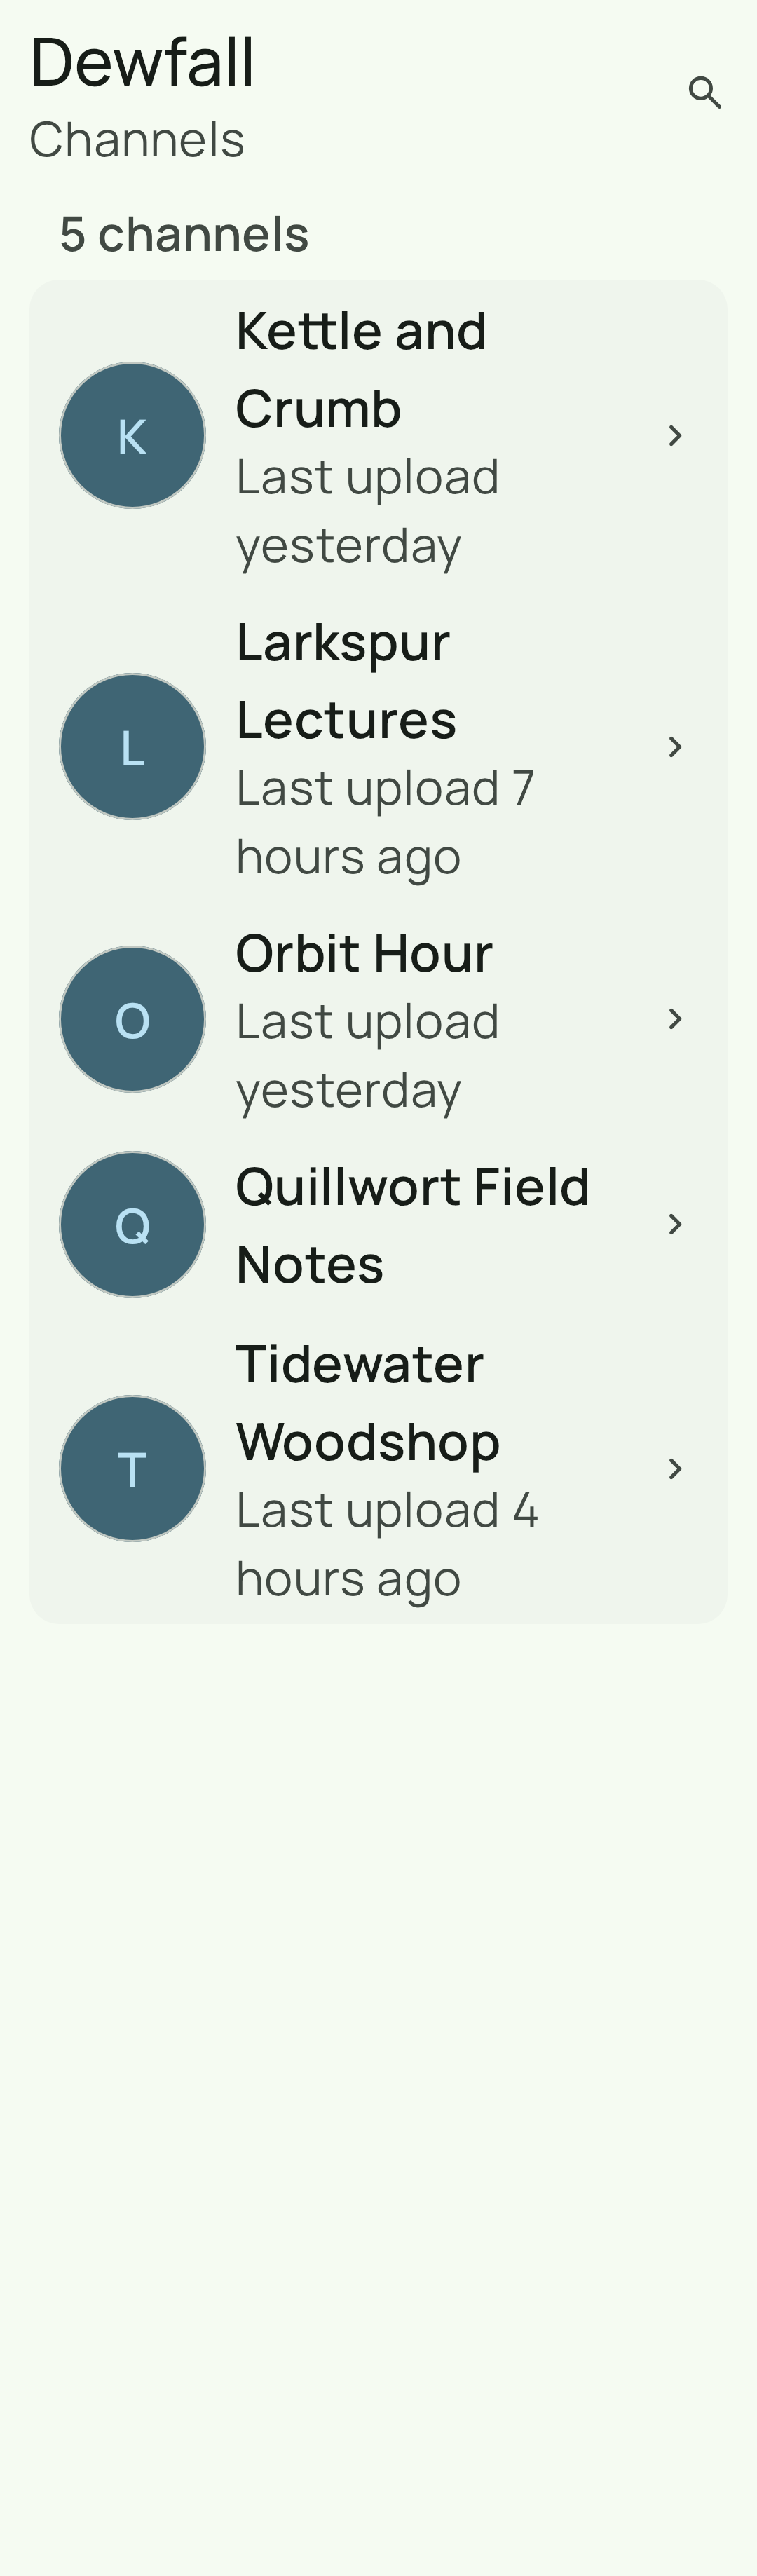 Dewfall
Channels
5 channels
K
Kettle and
Crumb
Last upload
yesterday
L
Larkspur
Lectures
Last upload 7
hours ago
O
Orbit Hour
Last upload
yesterday
Q
Quillwort Field
Notes
T
Tidewater
Woodshop
Last upload 4
hours ago